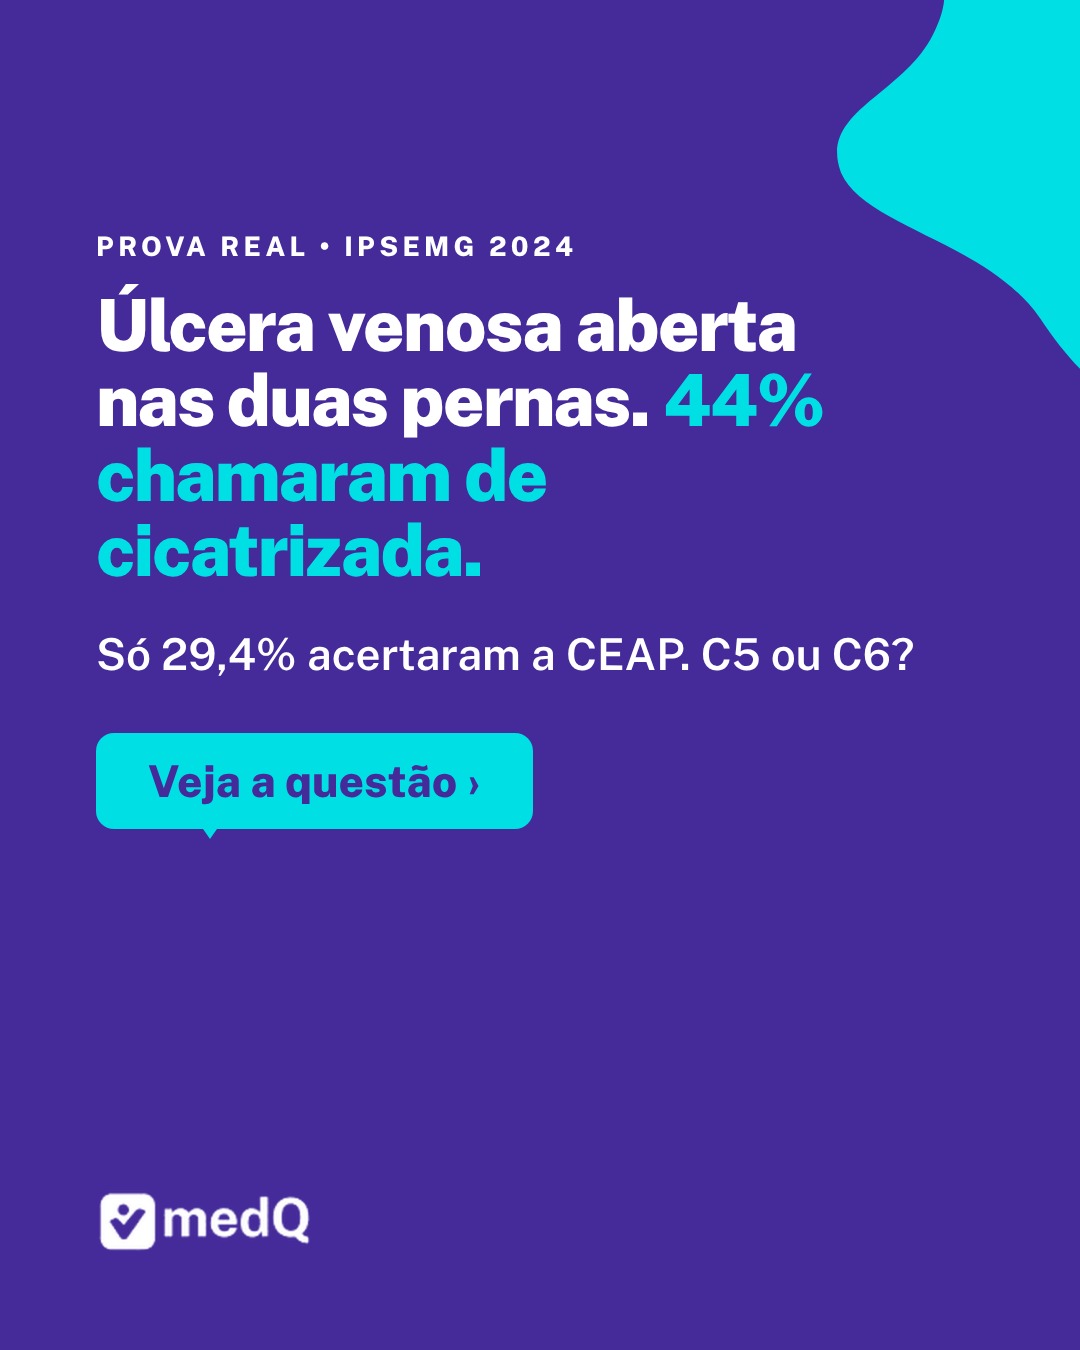 PROVA REAL • IPSEMG 2024
Úlcera venosa aberta
nas duas pernas. 44%
chamaram de
cicatrizada.
Só 29,4% acertaram a CEAP. C5 ou C6?
Veja a questão ›
medQ